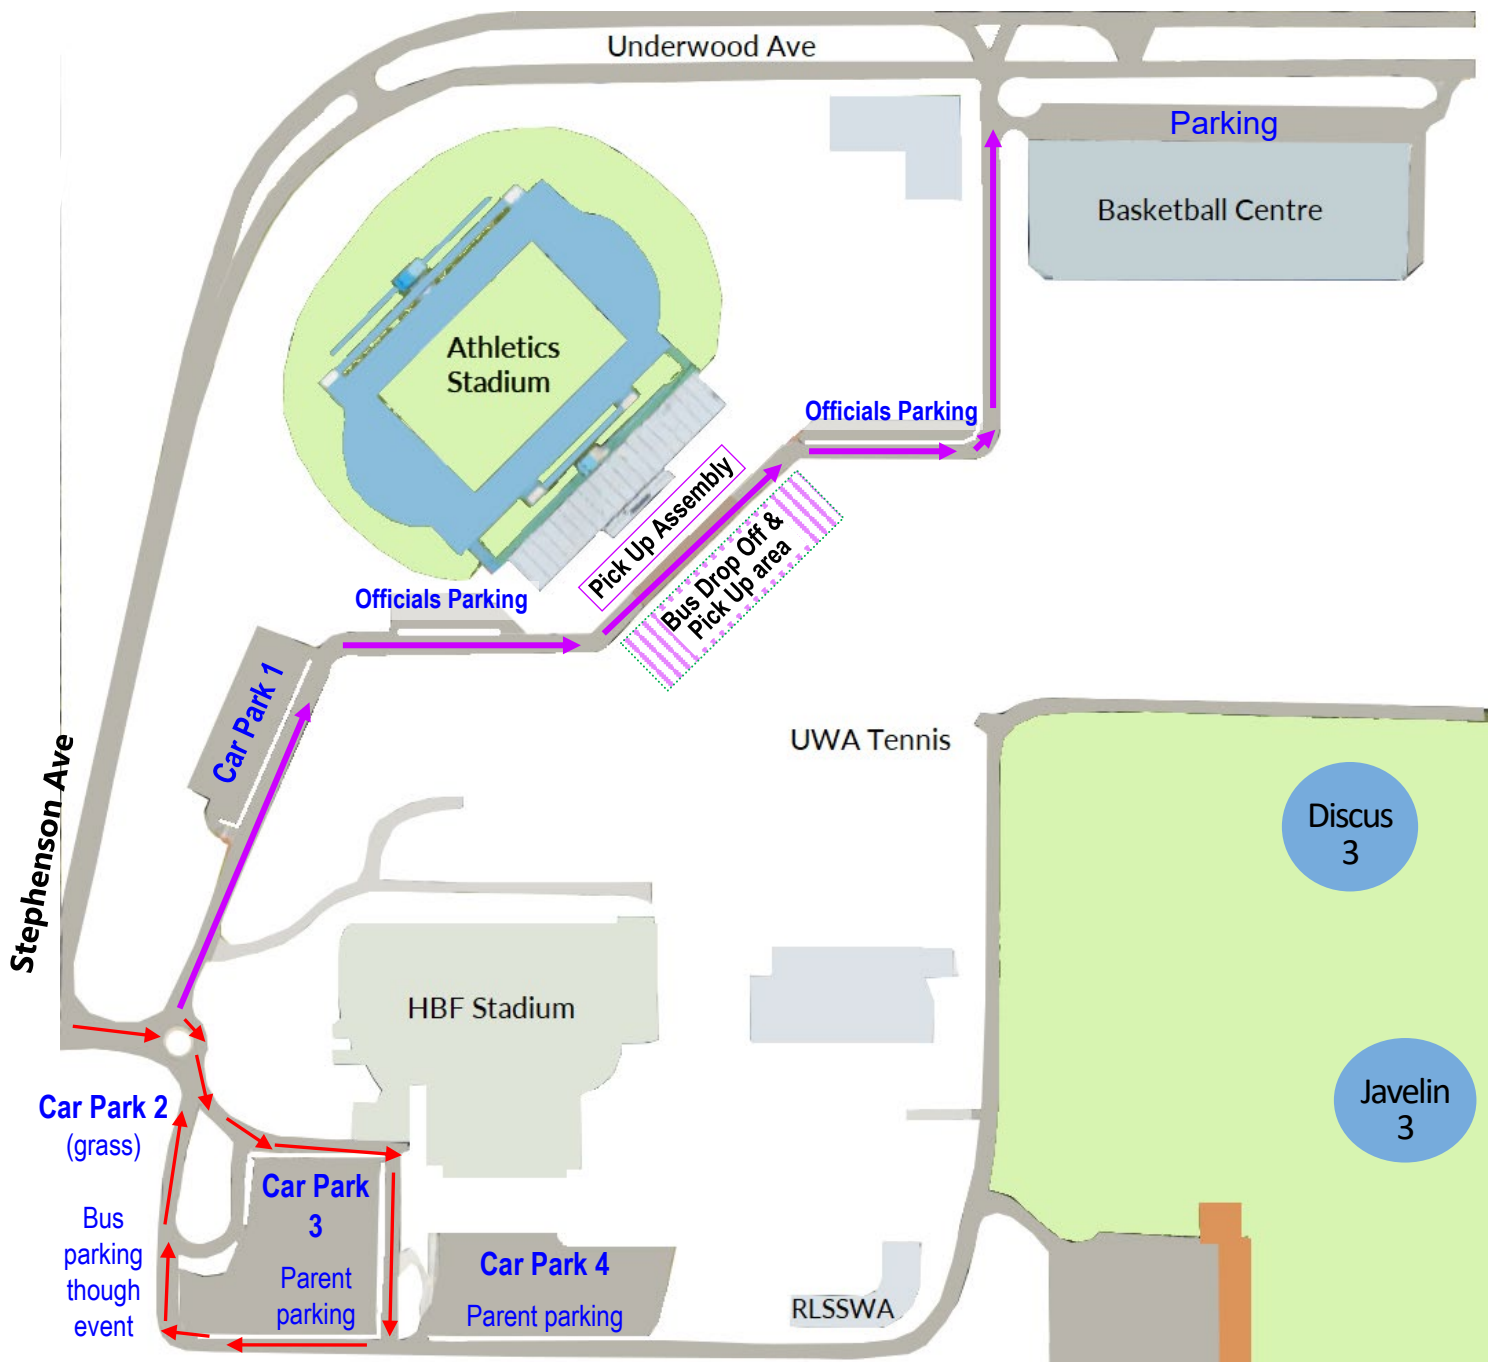 Underwood Ave
Parking
Basketball Centre
Athletics
Stadium
Officials Parking
Pick Up Assembly
Bus Drop Off &
Pick Up area
Officials Parking
Car Park 1
UWA Tennis
Stephenson Ave
Discus
3
HBF Stadium
Javelin
3
Car Park 2
(grass)
Bus
parking
though
event
Car Park
3
Parent
parking
Car Park 4
Parent parking
RLSSWA